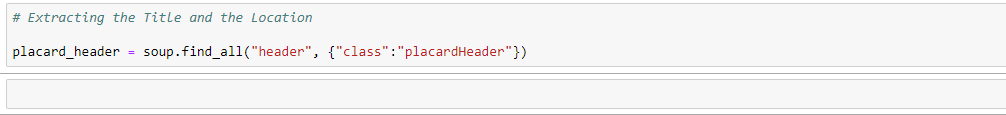 # Extracting the Title and the Location
placard_header = soup.find_all("header", {"class":"placardHeader"})